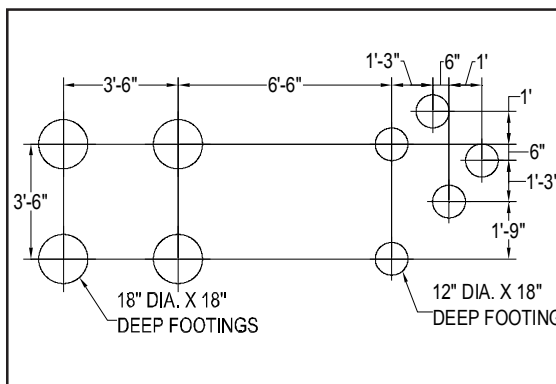 1'-3" 6" 1'
3'-6" 6'-6"
1'
6"
3'-6" 1'-3"
1'-9"
18" DIA. X 18"
DEEP FOOTINGS
12" DIA. X 18"
DEEP FOOTING